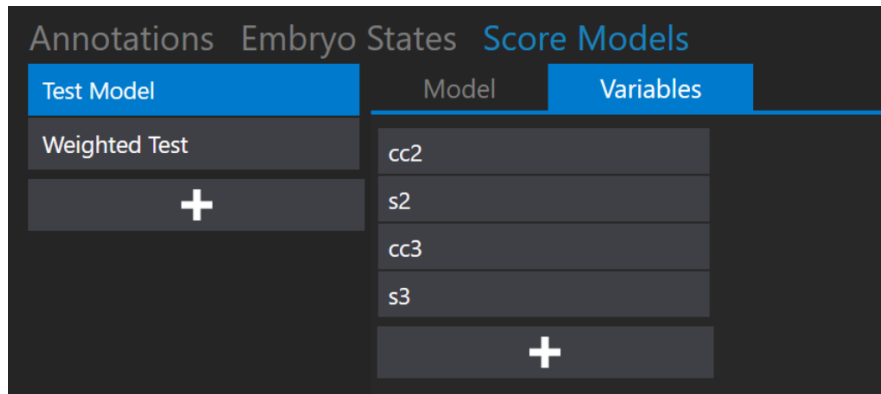 Annotations Embryo States Score Models
Test Model
Weighted Test
Model Variables
cc2
s2
cc3
s3